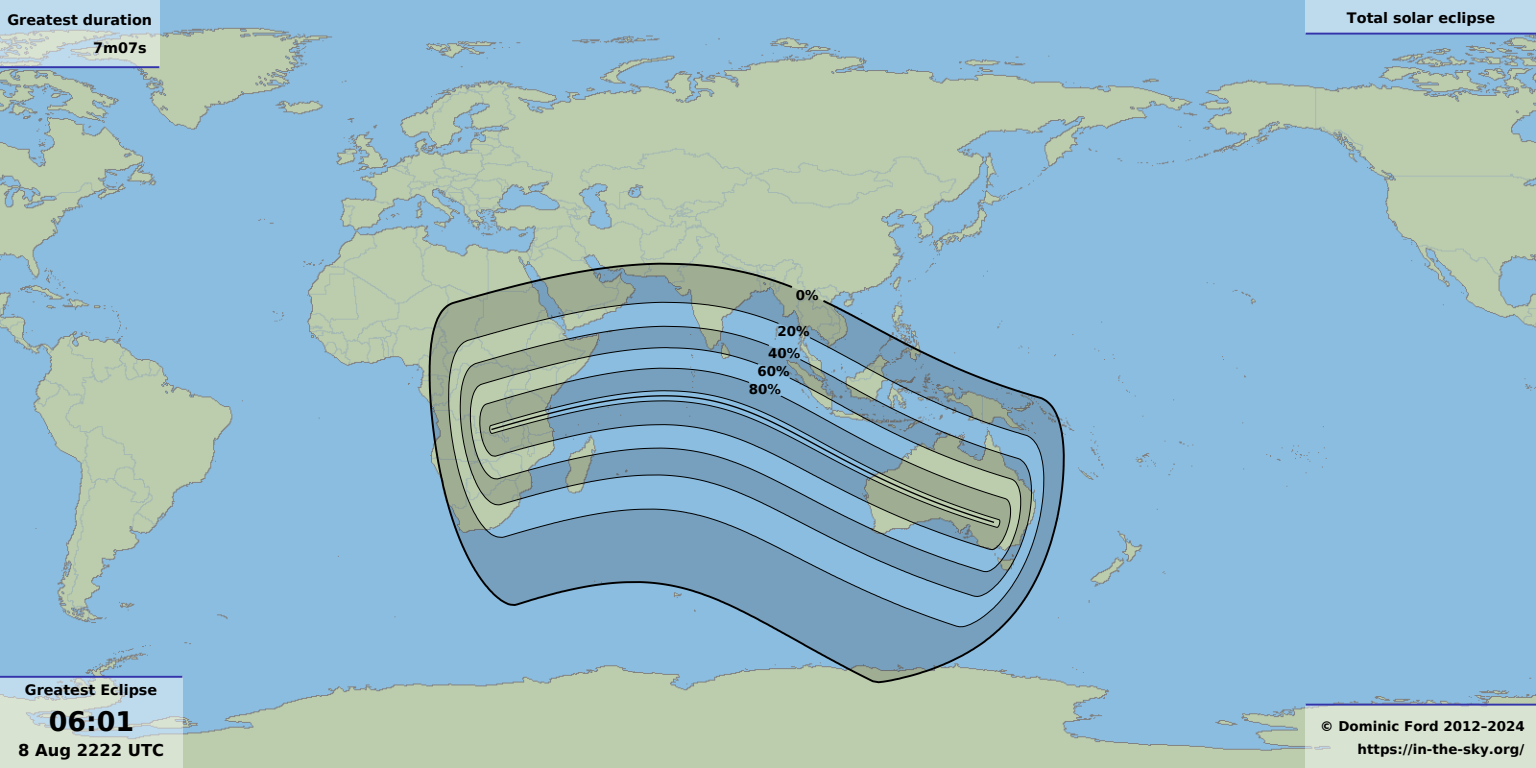 Greatest duration
7m07s
Total solar eclipse
0%
20%
40%
60%
80%
Greatest Eclipse
06:01
8 Aug 2222 UTC
© Dominic Ford 2012–2024
https://in-the-sky.org/